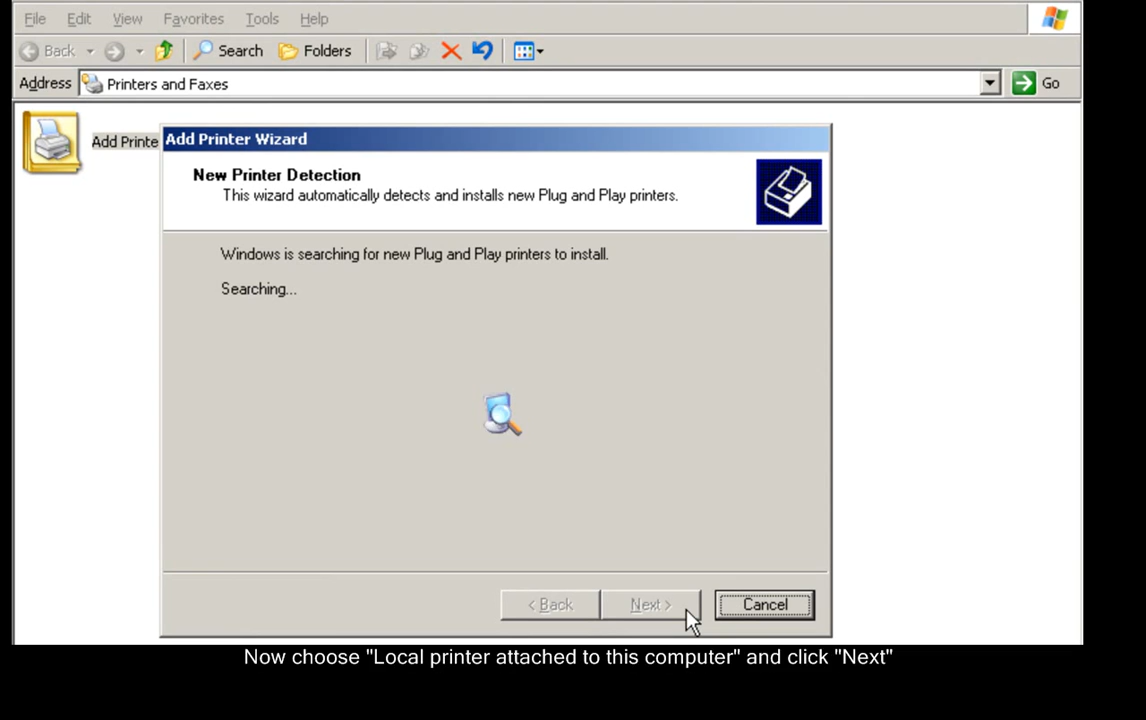 File Edit View Favorites Tools Help
Back Search Folders
Address Printers and Faxes Go
Add Printe
Add Printer Wizard
New Printer Detection
This wizard automatically detects and installs new Plug and Play printers.
Windows is searching for new Plug and Play printers to install.
Searching...
< Back Next > Cancel
Now choose "Local printer attached to this computer" and click "Next"